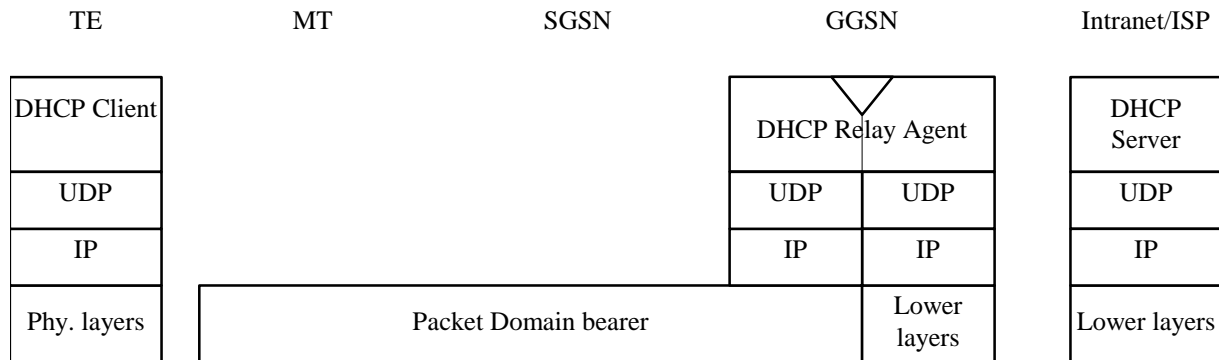 TE MT SGSN GGSN Intranet/ISP
DHCP Client
DHCP Relay Agent
DHCP
Server
UDP UDP UDP UDP
IP IP IP IP
Phy. layers Packet Domain bearer Lower
layers
Lower layers